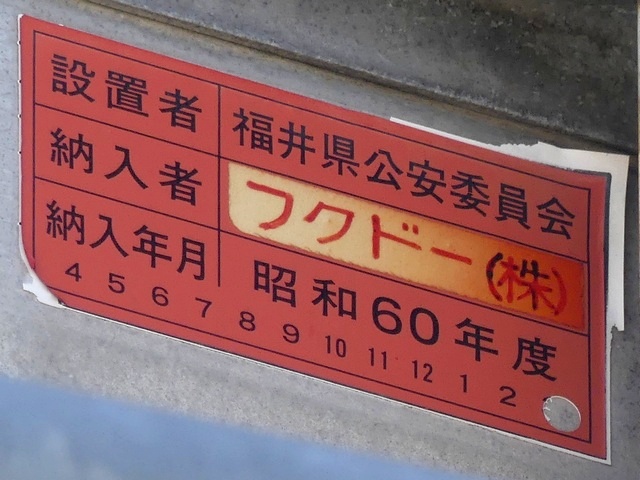 設置者 福井県公安委員会
納入者 フクドー(株)
納入年月 昭和60年度
4 5 6 7 8 9 10 11 12 1 2